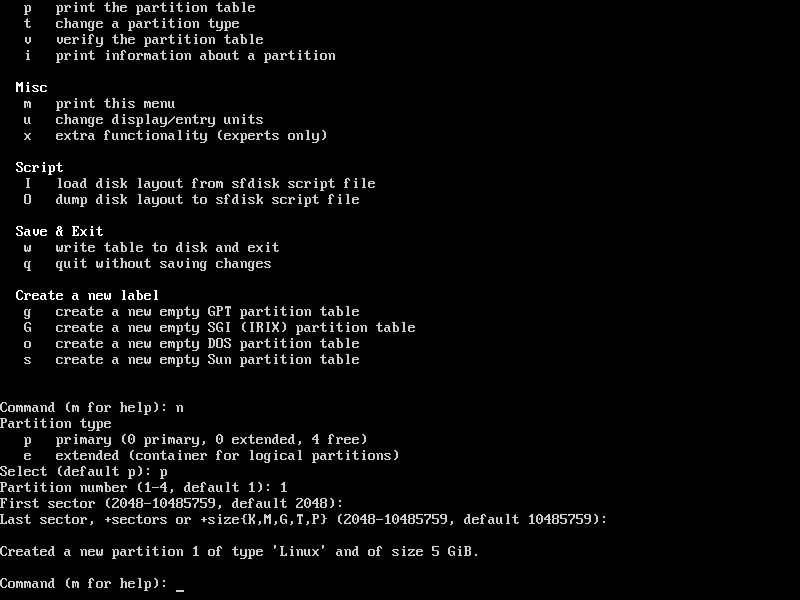 p   print the partition table
t   change a partition type
v   verify the partition table
i   print information about a partition
Misc
m   print this menu
u   change display/entry units
x   extra functionality (experts only)
Script
I   load disk layout from sfdisk script file
O   dump disk layout to sfdisk script file
Save & Exit
w   write table to disk and exit
q   quit without saving changes
Create a new label
g   create a new empty GPT partition table
G   create a new empty SGI (IRIX) partition table
o   create a new empty DOS partition table
s   create a new empty Sun partition table
Command (m for help): n
Partition type
p   primary (0 primary, 0 extended, 4 free)
e   extended (container for logical partitions)
Select (default p): p
Partition number (1-4, default 1): 1
First sector (2048-10485759, default 2048):
Last sector, +sectors or +size{K,M,G,T,P} (2048-10485759, default 10485759):
Created a new partition 1 of type 'Linux' and of size 5 GiB.
Command (m for help): _